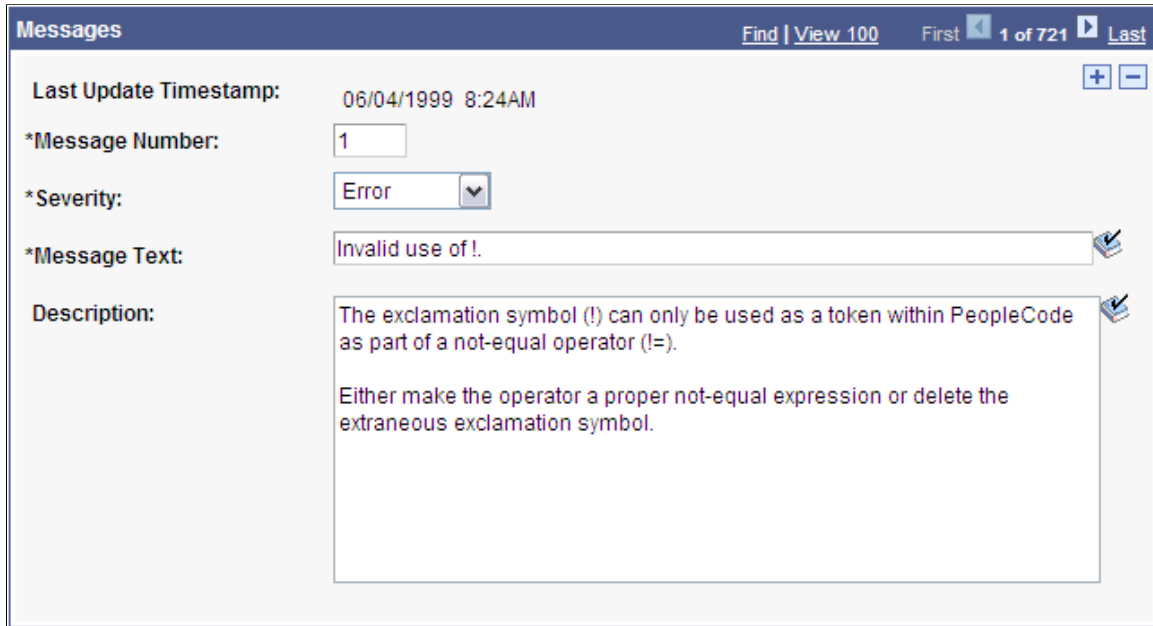 Messages Find | View 100 First 1 of 721 Last
Last Update Timestamp: 06/04/1999 8:24AM
*Message Number: 1
*Severity: Error
*Message Text: Invalid use of !.
Description: The exclamation symbol (!) can only be used as a token within PeopleCode
as part of a not-equal operator (!=).
Either make the operator a proper not-equal expression or delete the
extraneous exclamation symbol.